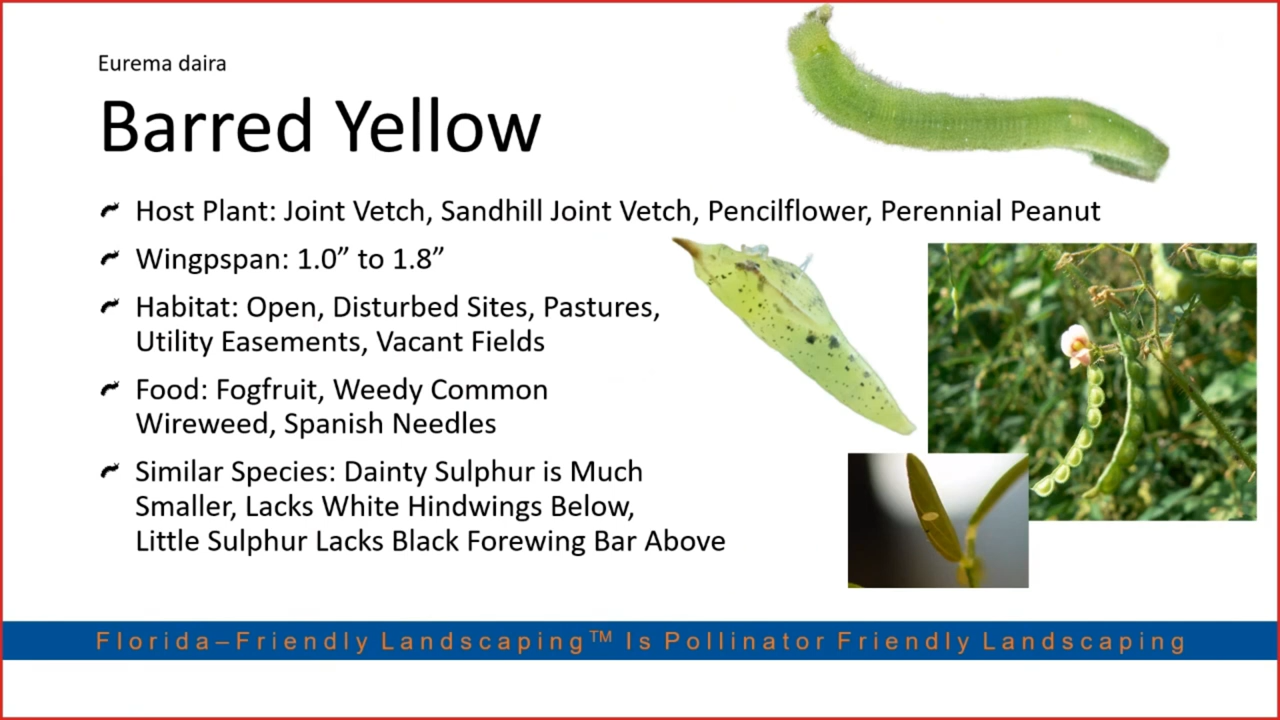 Eurema daira
Barred Yellow
Host Plant: Joint Vetch, Sandhill Joint Vetch, Pencilflower, Perennial Peanut
Wingpspan: 1.0” to 1.8”
Habitat: Open, Disturbed Sites, Pastures,
Utility Easements, Vacant Fields
Food: Fogfruit, Weedy Common
Wireweed, Spanish Needles
Similar Species: Dainty Sulphur is Much
Smaller, Lacks White Hindwings Below,
Little Sulphur Lacks Black Forewing Bar Above
Florida–Friendly Landscaping™ Is Pollinator Friendly Landscaping